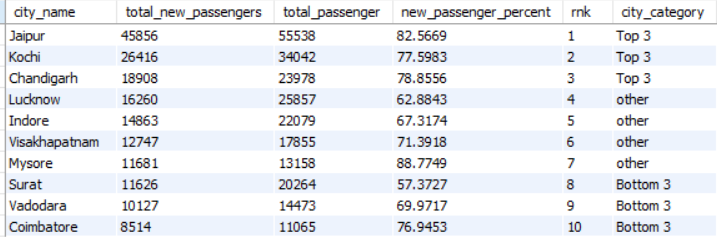 city_name total_new_passengers total_passenger new_passenger_percent rnk city_category
Jaipur 45856 55538 82.5669 1 Top 3
Kochi 26416 34042 77.5983 2 Top 3
Chandigarh 18908 23978 78.8556 3 Top 3
Lucknow 16260 25857 62.8843 4 other
Indore 14863 22079 67.3174 5 other
Visakhapatnam 12747 17855 71.3918 6 other
Mysore 11681 13158 88.7749 7 other
Surat 11626 20264 57.3727 8 Bottom 3
Vadodara 10127 14473 69.9717 9 Bottom 3
Coimbatore 8514 11065 76.9453 10 Bottom 3